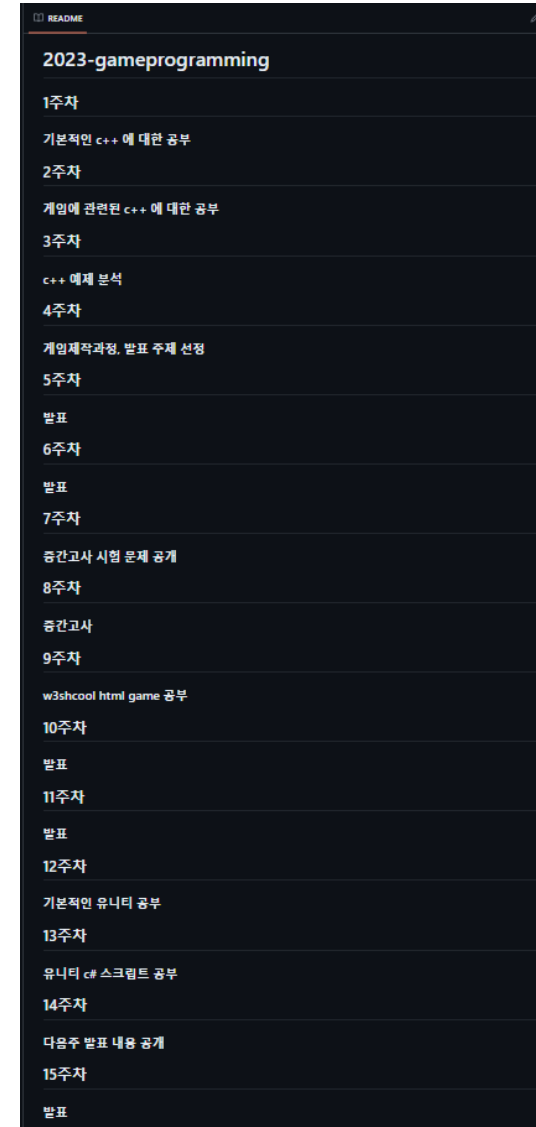 README
2023-gameprogramming
1주차
기본적인 c++ 에 대한 공부
2주차
게임에 관련된 c++ 에 대한 공부
3주차
c++ 예제 분석
4주차
게임제작과정, 발표 주제 선정
5주차
발표
6주차
발표
7주차
중간고사 시험 문제 공개
8주차
중간고사
9주차
w3shcool html game 공부
10주차
발표
11주차
발표
12주차
기본적인 유니티 공부
13주차
유니티 c# 스크립트 공부
14주차
다음주 발표 내용 공개
15주차
발표